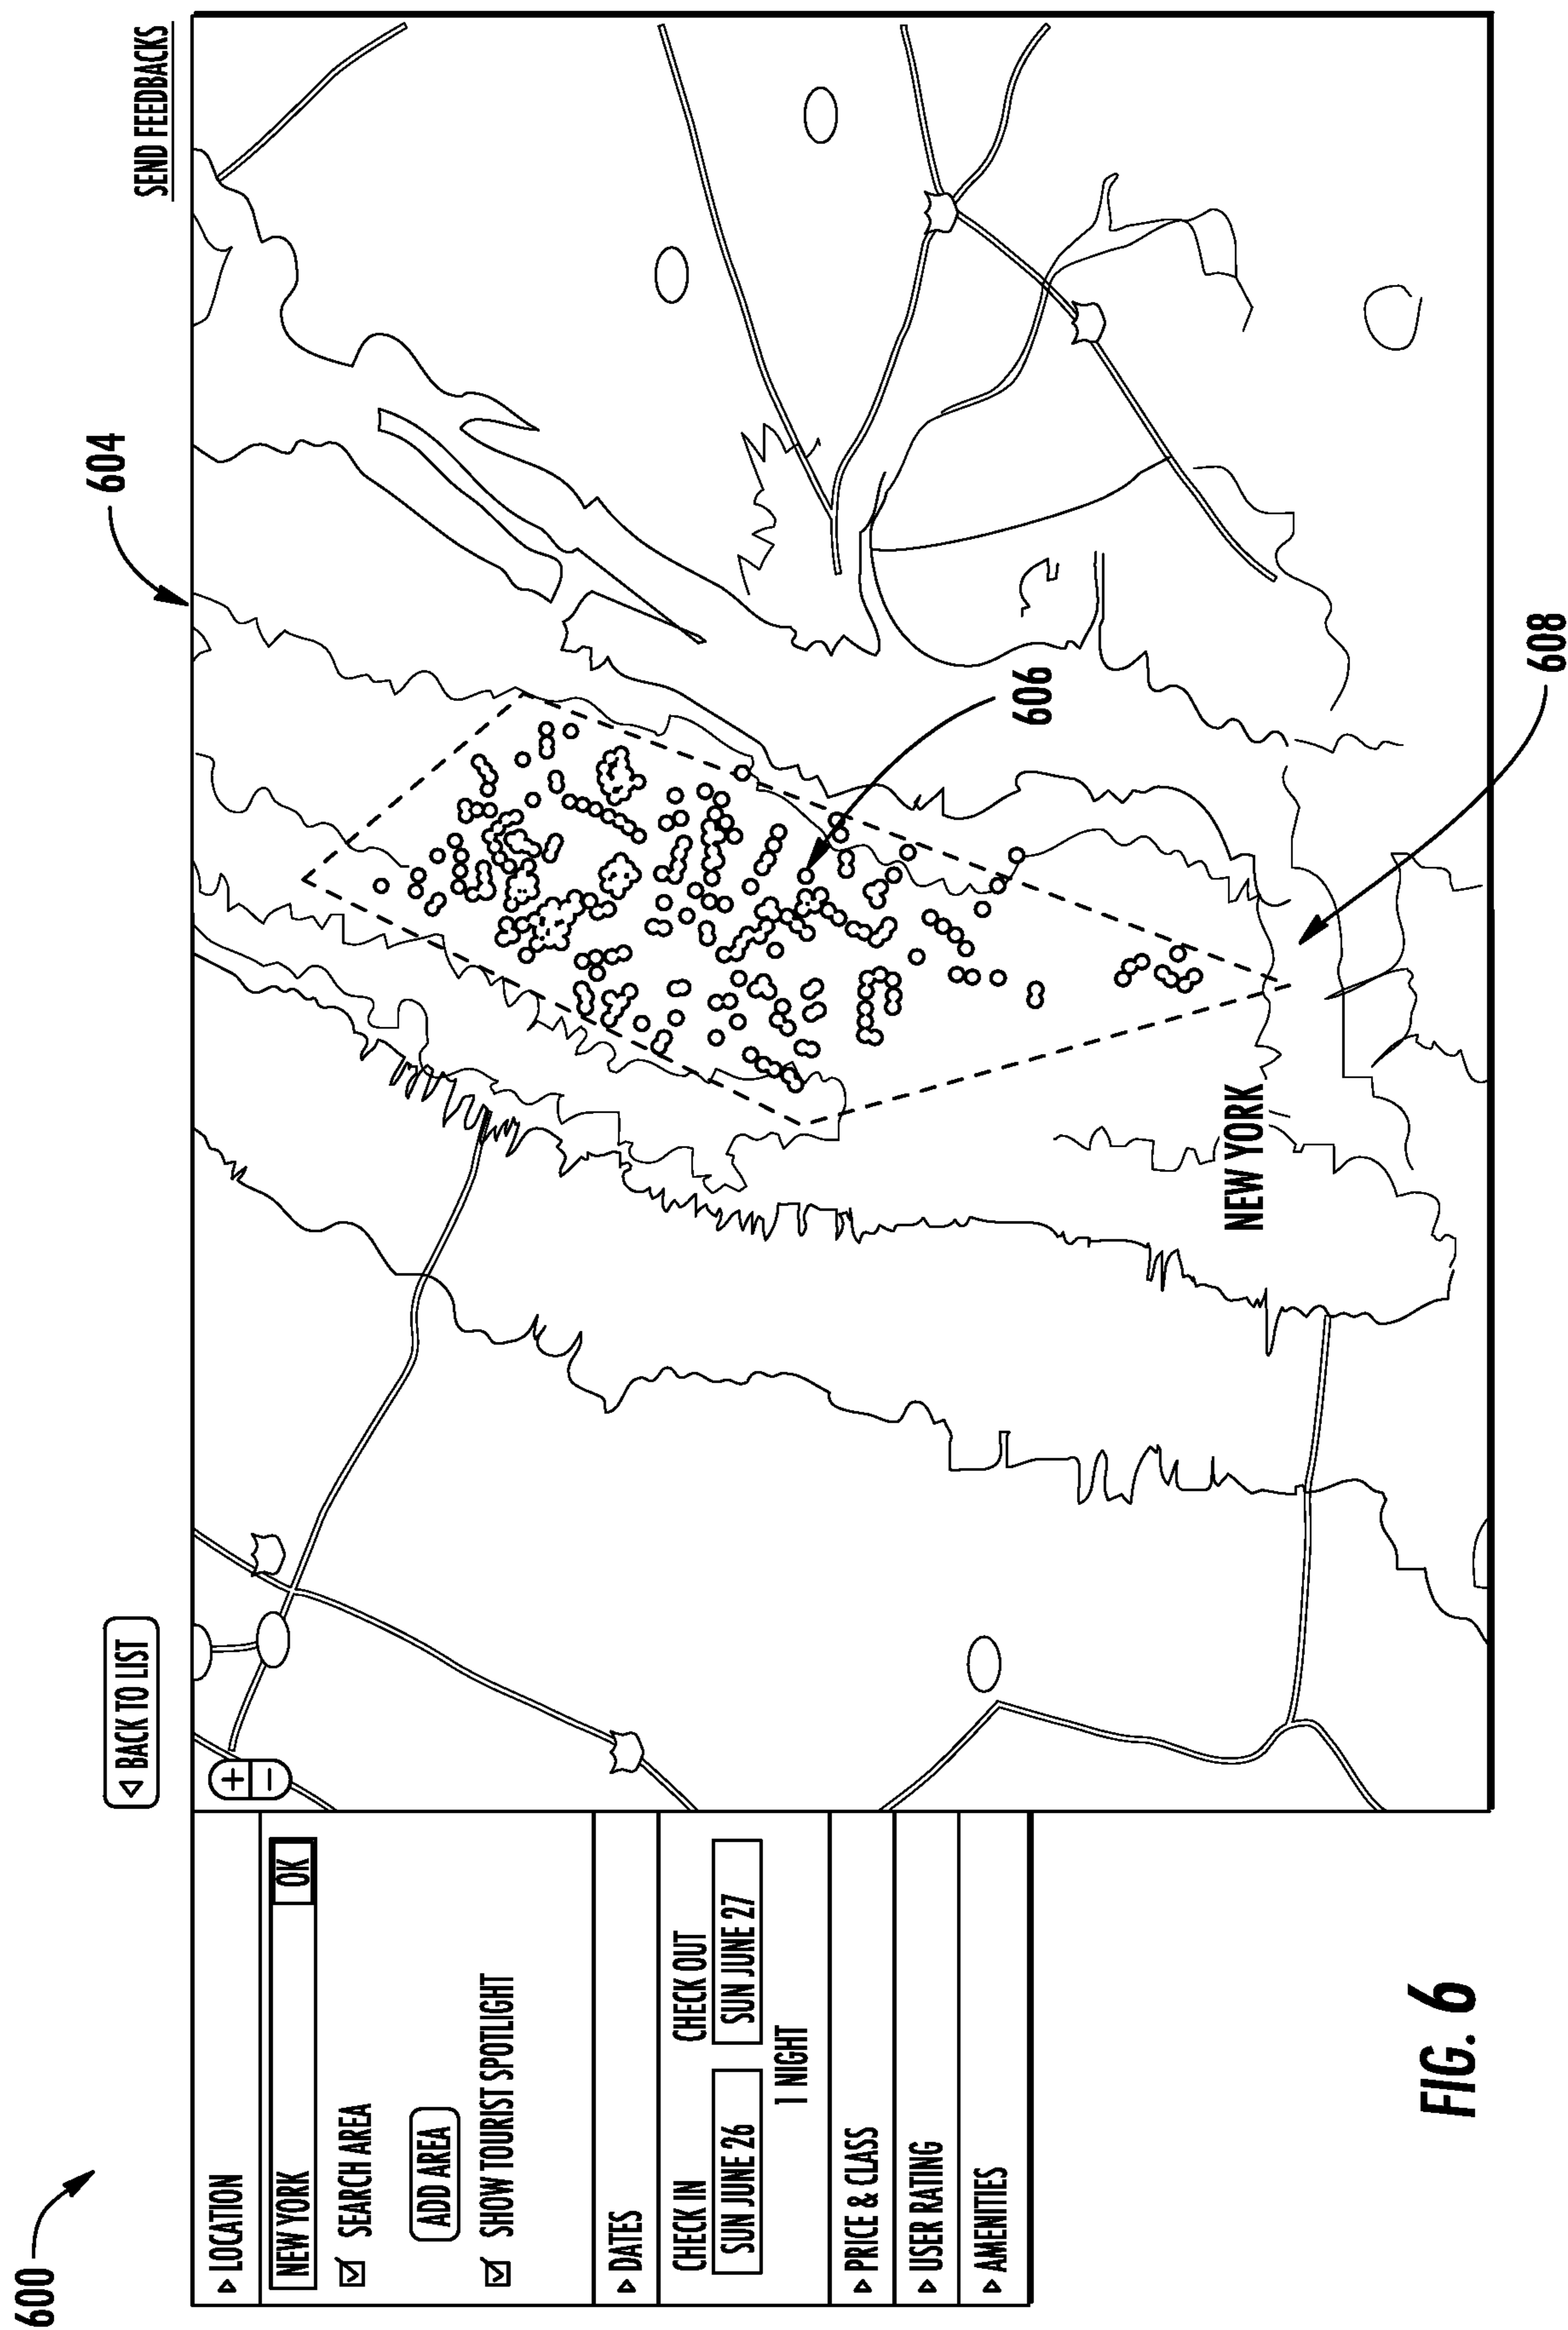 600
◁ BACK TO LIST
604
SEND FEEDBACKS
▷ LOCATION
NEW YORK OK
☑ SEARCH AREA
ADD AREA
☑ SHOW TOURIST SPOTLIGHT
▷ DATES
CHECK IN CHECK OUT
SUN JUNE 26 SUN JUNE 27
1 NIGHT
▷ PRICE & CLASS
▷ USER RATING
▷ AMENITIES
+
−
606
NEW YORK
608
FIG. 6